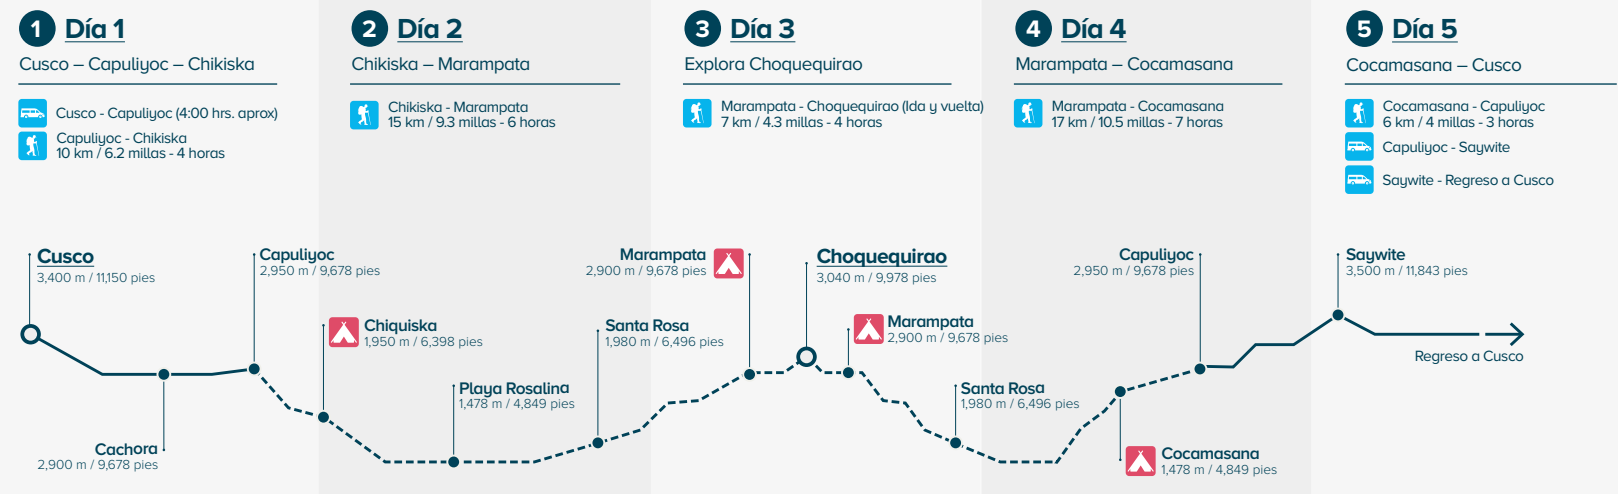 1 Día 1
Cusco – Capuliyoc – Chikiska
Cusco - Capuliyoc (4:00 hrs. aprox)
Capuliyoc - Chikiska
10 km / 6.2 millas - 4 horas
2 Día 2
Chikiska – Marampata
Chikiska - Marampata
15 km / 9.3 millas - 6 horas
3 Día 3
Explora Choquequirao
Marampata - Choquequirao (Ida y vuelta)
7 km / 4.3 millas - 4 horas
4 Día 4
Marampata – Cocamasana
Marampata - Cocamasana
17 km / 10.5 millas - 7 horas
5 Día 5
Cocamasana – Cusco
Cocamasana - Capuliyoc
6 km / 4 millas - 3 horas
Capuliyoc - Saywite
Saywite - Regreso a Cusco
Cusco
3,400 m / 11,150 pies
Cachora
2,900 m / 9,678 pies
Capuliyoc
2,950 m / 9,678 pies
Chiquiska
1,950 m / 6,398 pies
Playa Rosalina
1,478 m / 4,849 pies
Santa Rosa
1,980 m / 6,496 pies
Marampata
2,900 m / 9,678 pies
Choquequirao
3,040 m / 9,978 pies
Marampata
2,900 m / 9,678 pies
Santa Rosa
1,980 m / 6,496 pies
Cocamasana
1,478 m / 4,849 pies
Capuliyoc
2,950 m / 9,678 pies
Saywite
3,500 m / 11,843 pies
Regreso a Cusco